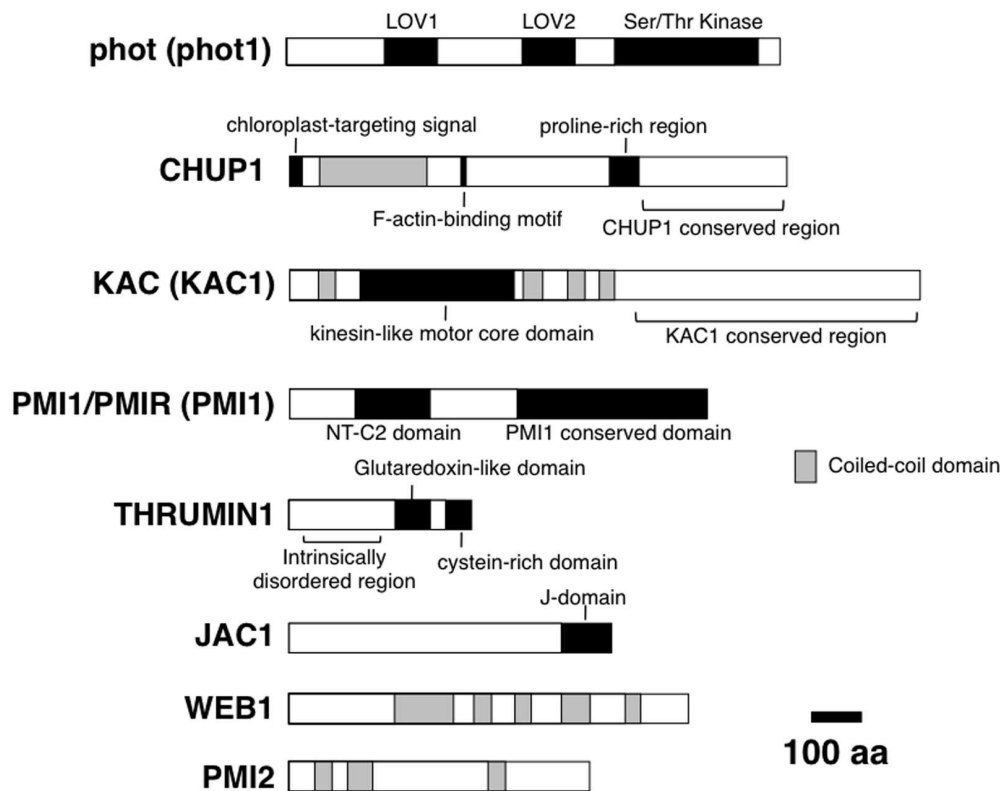 LOV1 LOV2 Ser/Thr Kinase
phot (phot1)
chloroplast-targeting signal proline-rich region
CHUP1
F-actin-binding motif
CHUP1 conserved region
KAC (KAC1)
kinesin-like motor core domain
KAC1 conserved region
PMI1/PMIR (PMI1)
NT-C2 domain PMI1 conserved domain
Glutaredoxin-like domain
Coiled-coil domain
THRUMIN1
Intrinsically
disordered region
cystein-rich domain
J-domain
JAC1
WEB1
100 aa
PMI2